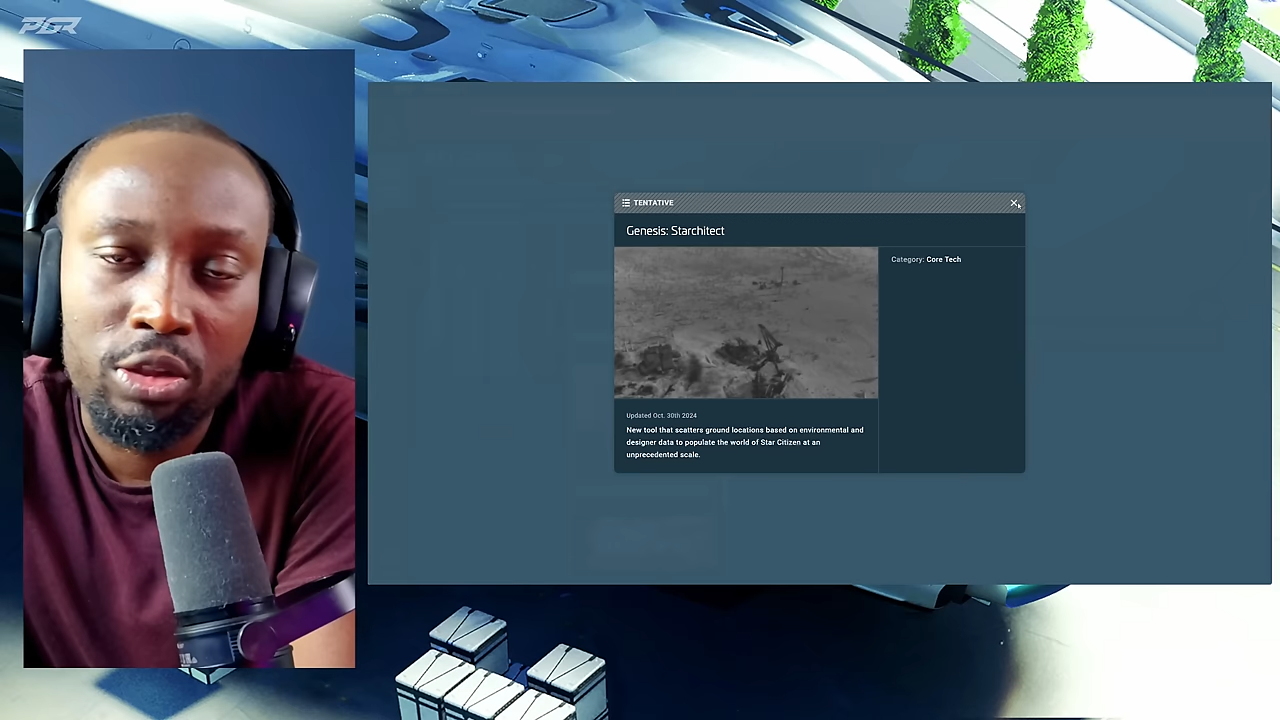 PGR
TENTATIVE
Genesis: Starchitect
Category: Core Tech
Updated Oct. 30th 2024
New tool that scatters ground locations based on environmental and
designer data to populate the world of Star Citizen at an
unprecedented scale.